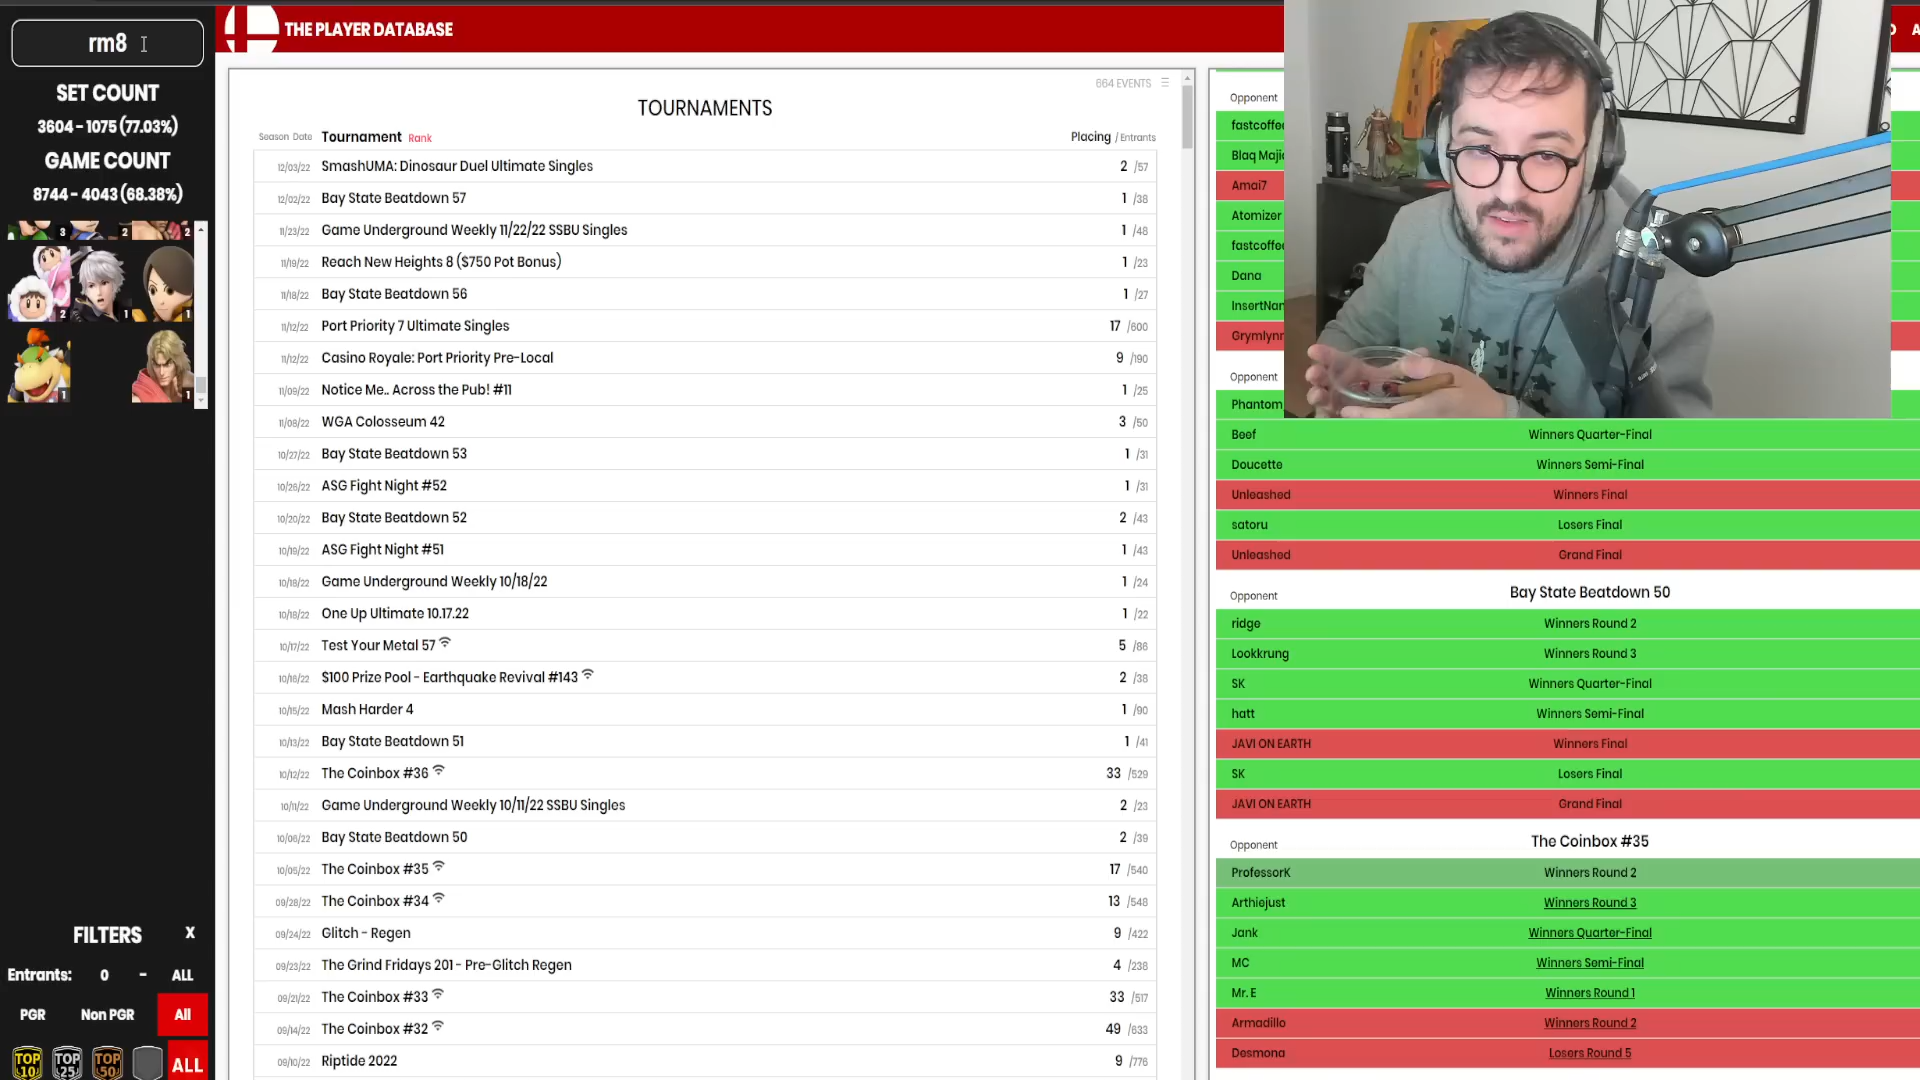 rm8
SET COUNT
3604 - 1075 (77.03%)
GAME COUNT
8744 - 4043 (68.38%)
3 2 2
2 1 1
1 1
FILTERS X
Entrants: 0 - ALL
PGR Non PGR All
TOP 10 TOP 25 TOP 50 ALL
THE PLAYER DATABASE
664 EVENTS
TOURNAMENTS
Season Date Tournament Rank Placing / Entrants
12/03/22 SmashUMA: Dinosaur Duel Ultimate Singles 2 /57
12/02/22 Bay State Beatdown 57 1 /38
11/23/22 Game Underground Weekly 11/22/22 SSBU Singles 1 /48
11/19/22 Reach New Heights 8 ($750 Pot Bonus) 1 /23
11/18/22 Bay State Beatdown 56 1 /27
11/12/22 Port Priority 7 Ultimate Singles 17 /600
11/12/22 Casino Royale: Port Priority Pre-Local 9 /190
11/09/22 Notice Me.. Across the Pub! #11 1 /25
11/08/22 WGA Colosseum 42 3 /50
10/27/22 Bay State Beatdown 53 1 /31
10/26/22 ASG Fight Night #52 1 /31
10/20/22 Bay State Beatdown 52 2 /43
10/19/22 ASG Fight Night #51 1 /43
10/18/22 Game Underground Weekly 10/18/22 1 /24
10/18/22 One Up Ultimate 10.17.22 1 /22
10/17/22 Test Your Metal 57 5 /86
10/16/22 $100 Prize Pool - Earthquake Revival #143 2 /38
10/15/22 Mash Harder 4 1 /90
10/13/22 Bay State Beatdown 51 1 /41
10/12/22 The Coinbox #36 33 /529
10/11/22 Game Underground Weekly 10/11/22 SSBU Singles 2 /23
10/06/22 Bay State Beatdown 50 2 /39
10/05/22 The Coinbox #35 17 /540
09/28/22 The Coinbox #34 13 /548
09/24/22 Glitch - Regen 9 /422
09/23/22 The Grind Fridays 201 - Pre-Glitch Regen 4 /238
09/21/22 The Coinbox #33 33 /517
09/14/22 The Coinbox #32 49 /633
09/10/22 Riptide 2022 9 /776
Opponent
fastcoffe
Blaq Maji
Amai7
Atomizer
fastcoffe
Dana
InsertNa
Grymlyn
Opponent
Phantom
Beef Winners Quarter-Final
Doucette Winners Semi-Final
Unleashed Winners Final
satoru Losers Final
Unleashed Grand Final
Opponent Bay State Beatdown 50
ridge Winners Round 2
Lookkrung Winners Round 3
SK Winners Quarter-Final
hatt Winners Semi-Final
JAVI ON EARTH Winners Final
SK Losers Final
JAVI ON EARTH Grand Final
Opponent The Coinbox #35
ProfessorK Winners Round 2
Arthiejust Winners Round 3
Jank Winners Quarter-Final
MC Winners Semi-Final
Mr. E Winners Round 1
Armadillo Winners Round 2
Desmona Losers Round 5